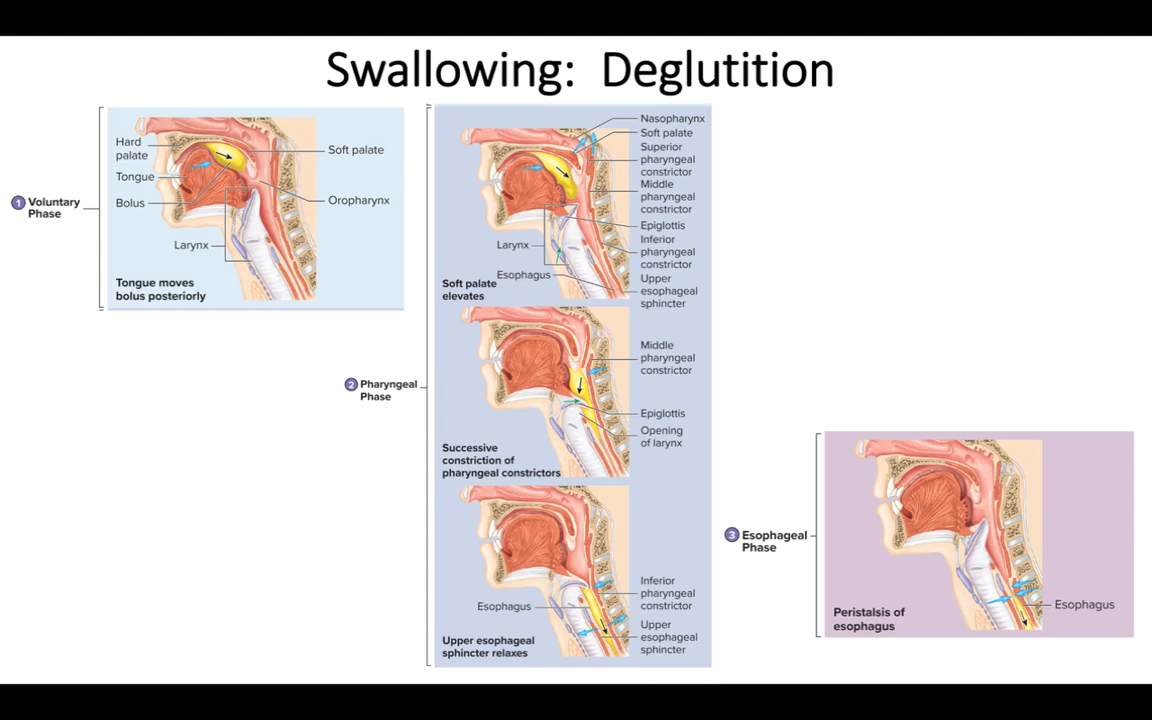 Swallowing: Deglutition
1 Voluntary
Phase
Hard
palate
Tongue
Bolus
Larynx
Soft palate
Oropharynx
Tongue moves
bolus posteriorly
2 Pharyngeal
Phase
Nasopharynx
Soft palate
Superior
pharyngeal
constrictor
Middle
pharyngeal
constrictor
Epiglottis
Inferior
pharyngeal
constrictor
Upper
esophageal
sphincter
Larynx
Esophagus
Soft palate
elevates
Middle
pharyngeal
constrictor
Epiglottis
Opening
of larynx
Successive
constriction of
pharyngeal constrictors
Inferior
pharyngeal
constrictor
Upper
esophageal
sphincter
Esophagus
Upper esophageal
sphincter relaxes
3 Esophageal
Phase
Esophagus
Peristalsis of
esophagus